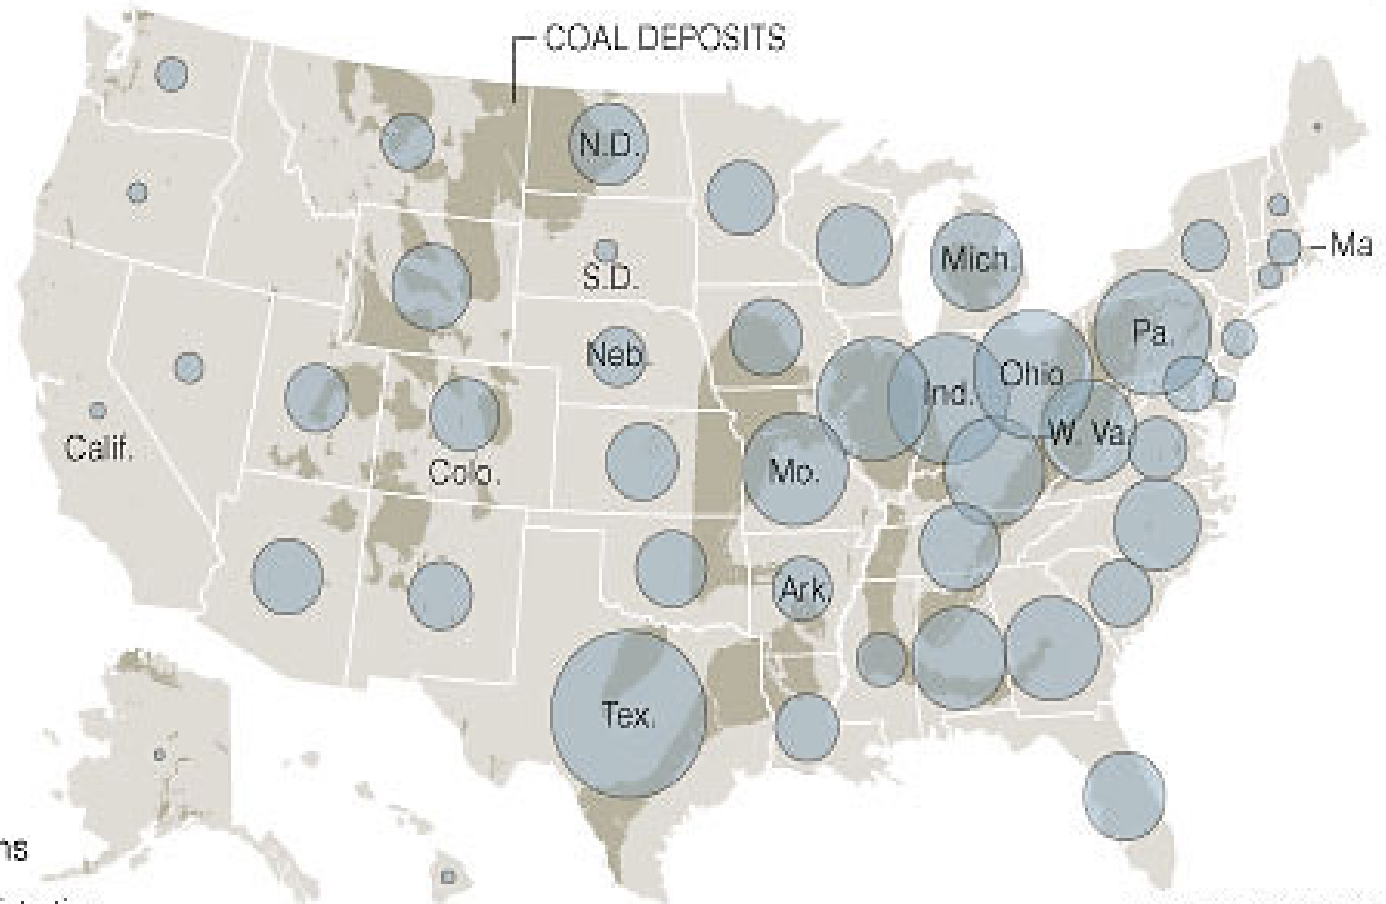 COAL DEPOSITS
N.D.
Mich.
Ma
S.D.
Pa.
Neb.
Ohio
Ind.
Calif.
W. Va.
Colo.
Mo.
Ark.
Tex.
ns